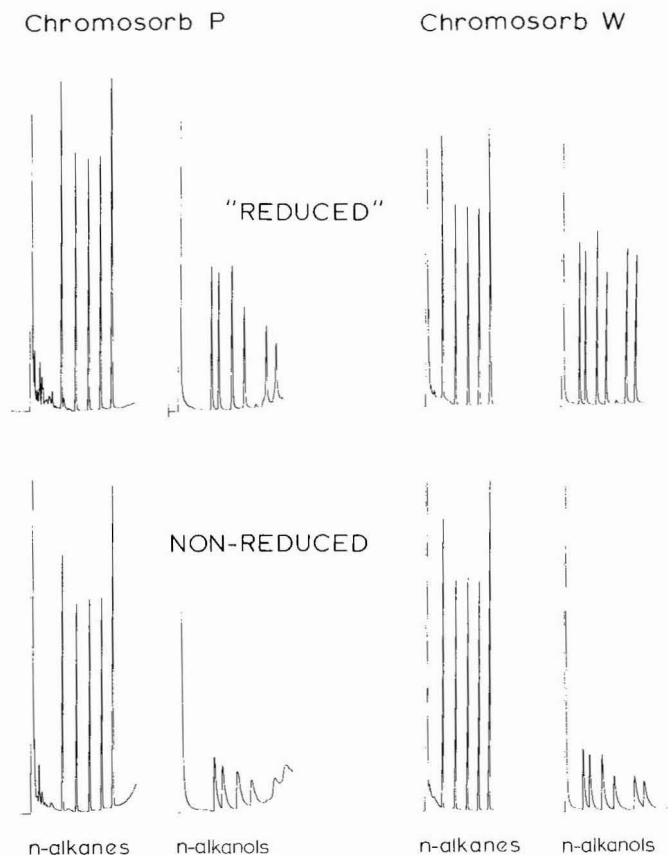 Chromosorb P
Chromosorb W
"REDUCED"
NON-REDUCED
n-alkanes
n-alkanols
n-alkanes
n-alkanols